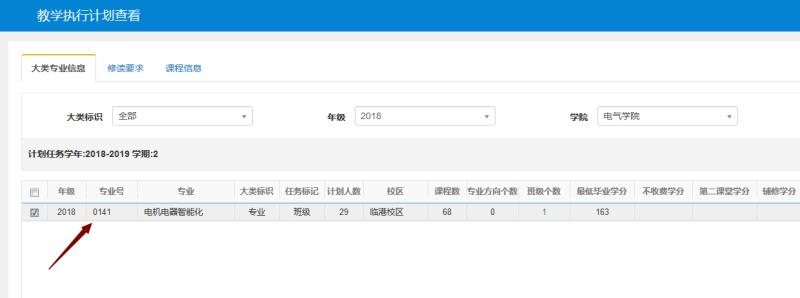 教学执行计划查看
大类专业信息 修读要求 课程信息
大类标识 全部 年级 2018 学院 电气学院
计划任务学年:2018-2019 学期:2
年级 专业号 专业 大类标识 任务标记 计划人数 校区 课程数 专业方向个数 班级个数 最低毕业学分 不收费学分 第二课堂学分 辅修学分
2018 0141 电机电器智能化 专业 班级 29 临港校区 68 0 1 163